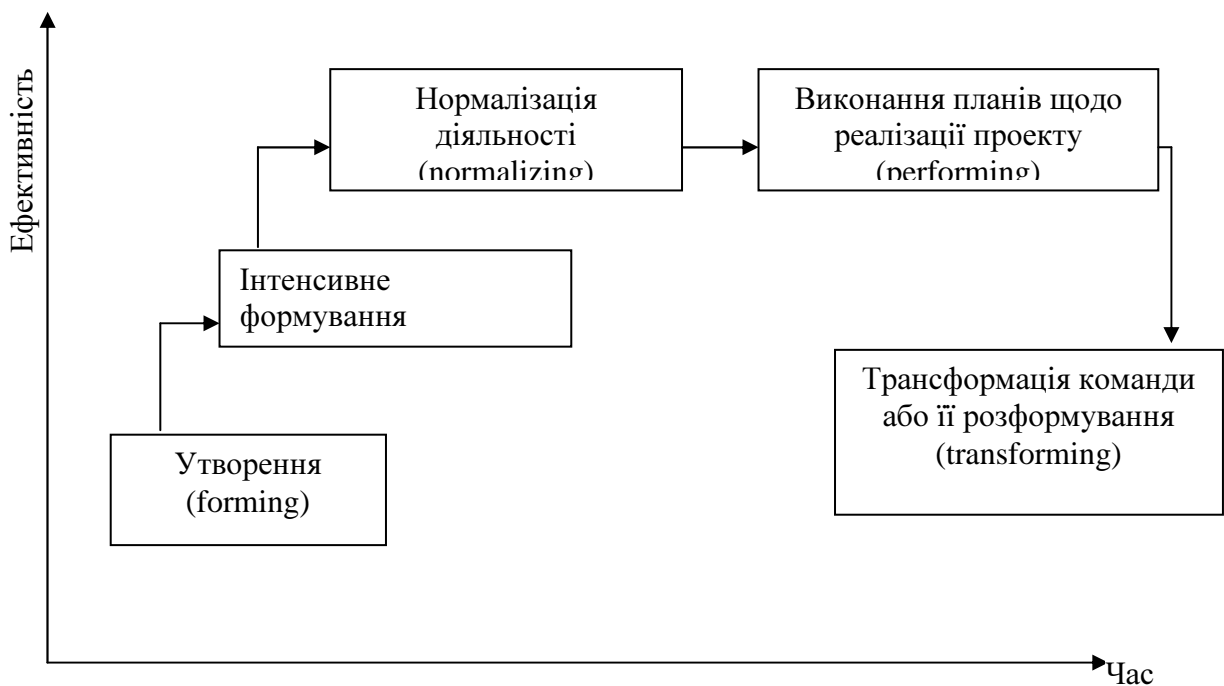 Ефективність
Нормалізація
діяльності
(normalizing)
Виконання планів щодо
реалізації проекту
(performing)
Інтенсивне
формування
Трансформація команди
або її розформування
(transforming)
Утворення
(forming)
Час